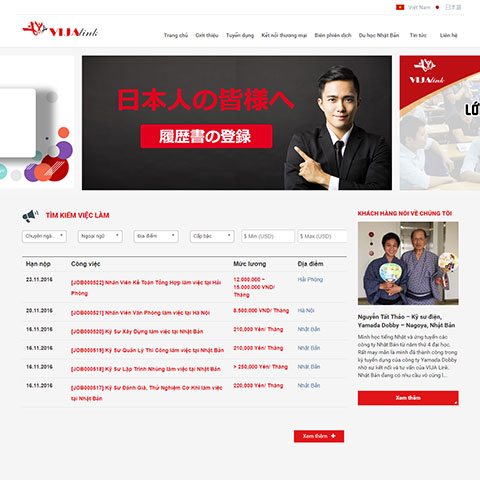 Việt Nam 日本語
VIJAlink
Trang chủ Giới thiệu Tuyển dụng Kết nối thương mại Biên phiên dịch Du học Nhật Bản Tin tức Liên hệ
日本人の皆様へ
履歴書の登録
VIJAlink
LỚ
TÌM KIẾM VIỆC LÀM
Chuyên ngà... Ngoại ngữ Địa điểm Cấp bậc $ Min (USD) $ Max (USD)
Hạn nộp Công việc Mức lương Địa điểm
23.11.2016 [JOB000522] Nhân Viên Kế Toán Tổng Hợp làm việc tại Hải Phòng 12.000.000 ~ 15.000.000 VND/ Tháng Hải Phòng
20.11.2016 [JOB000521] Nhân Viên Văn Phòng làm việc tại Hà Nội 8.500.000 VND/ Tháng Hà Nội
16.11.2016 [JOB000520] Kỹ Sư Xây Dựng làm việc tại Nhật Bản 210,000 Yên/ Tháng Nhật Bản
16.11.2016 [JOB000519] Kỹ Sư Quản Lý Thi Công làm việc tại Nhật Bản 210,000 Yên/ Tháng Nhật Bản
16.11.2016 [JOB000518] Kỹ Sư Lập Trình Nhúng làm việc tại Nhật Bản > 250,000 Yên/ Tháng Nhật Bản
16.11.2016 [JOB000517] Kỹ Sư Đánh Giá, Thử Nghiệm Cơ Khí làm việc tại Nhật Bản 220,000 Yên/ Tháng Nhật Bản
Xem thêm +
KHÁCH HÀNG NÓI VỀ CHÚNG TÔI
Nguyễn Tất Thảo – Kỹ sư điện,
Yamada Dobby – Nagoya, Nhật Bản
Mình học tiếng Nhật và ứng tuyển các
công ty Nhật Bản từ năm thứ 4 đại học.
Rất may mắn là mình đã thành công trong
kỳ tuyển dụng của công ty Yamada Dobby
nhờ sự kết nối và tư vấn của VIJA Link.
Nhật Bản đang có nhu cầu vô cùng l...
Xem thêm